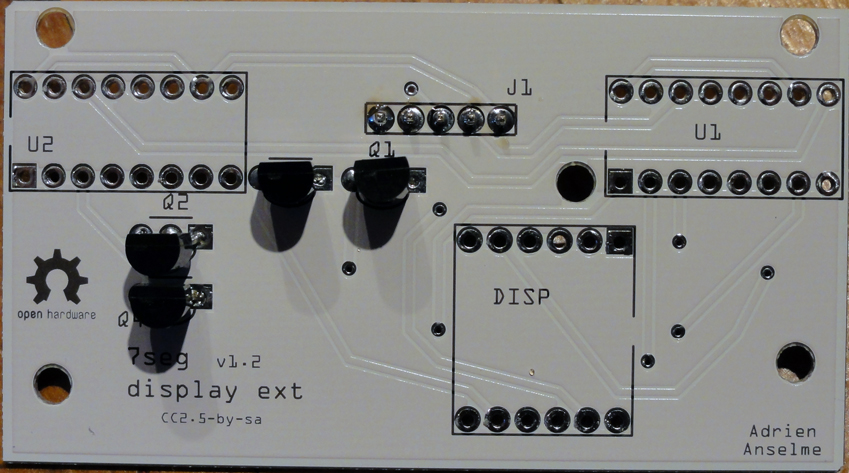 J1
U2
U1
Q1
Q2
DISP
open hardware
7seg v1.2
display ext
CC2.5-by-sa
Adrien
Anselme